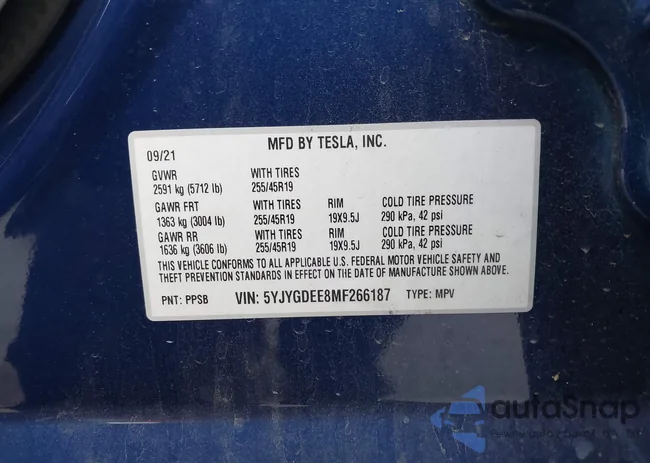 MFD BY TESLA, INC.
09/21
GVWR WITH TIRES
2591 kg (5712 lb) 255/45R19
GAWR FRT WITH TIRES RIM COLD TIRE PRESSURE
1363 kg (3004 lb) 255/45R19 19X9.5J 290 kPa, 42 psi
GAWR RR WITH TIRES RIM COLD TIRE PRESSURE
1636 kg (3606 lb) 255/45R19 19X9.5J 290 kPa, 42 psi
THIS VEHICLE CONFORMS TO ALL APPLICABLE U.S. FEDERAL MOTOR VEHICLE SAFETY AND
THEFT PREVENTION STANDARDS IN EFFECT ON THE DATE OF MANUFACTURE SHOWN ABOVE.
PNT: PPSB VIN: 5YJYGDEE8MF266187 TYPE: MPV
autoSnap